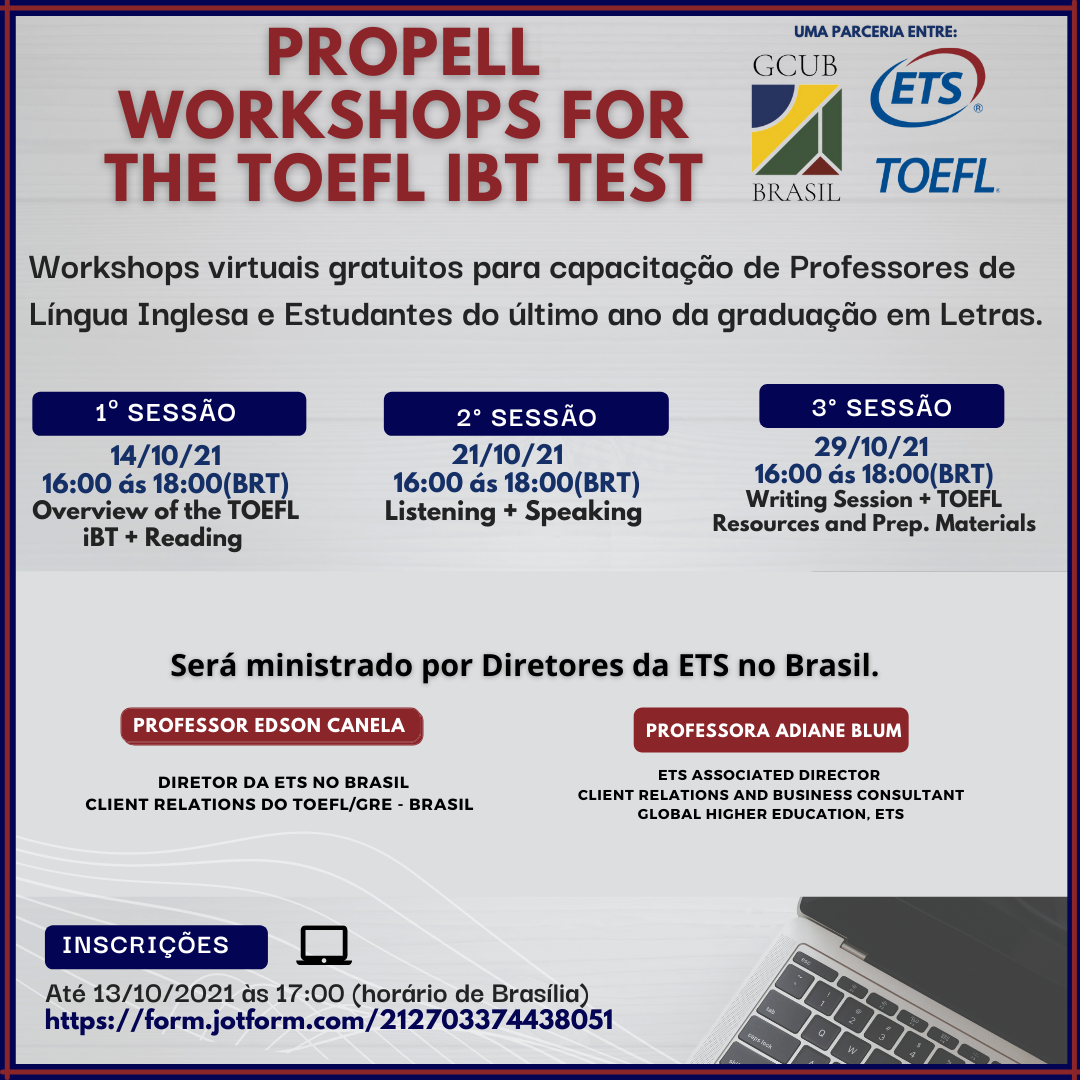 PROPELL
WORKSHOPS FOR
THE TOEFL IBT TEST
UMA PARCERIA ENTRE:
GCUB
BRASIL
ETS®
TOEFL®
Workshops virtuais gratuitos para capacitação de Professores de
Língua Inglesa e Estudantes do último ano da graduação em Letras.
1º SESSÃO
14/10/21
16:00 ás 18:00(BRT)
Overview of the TOEFL
iBT + Reading
2° SESSÃO
21/10/21
16:00 ás 18:00(BRT)
Listening + Speaking
3° SESSÃO
29/10/21
16:00 ás 18:00(BRT)
Writing Session + TOEFL
Resources and Prep. Materials
Será ministrado por Diretores da ETS no Brasil.
PROFESSOR EDSON CANELA
DIRETOR DA ETS NO BRASIL
CLIENT RELATIONS DO TOEFL/GRE - BRASIL
PROFESSORA ADIANE BLUM
ETS ASSOCIATED DIRECTOR
CLIENT RELATIONS AND BUSINESS CONSULTANT
GLOBAL HIGHER EDUCATION, ETS
INSCRIÇÕES
Até 13/10/2021 às 17:00 (horário de Brasília)
https://form.jotform.com/212703374438051
esc
tab
Q
W
caps lock